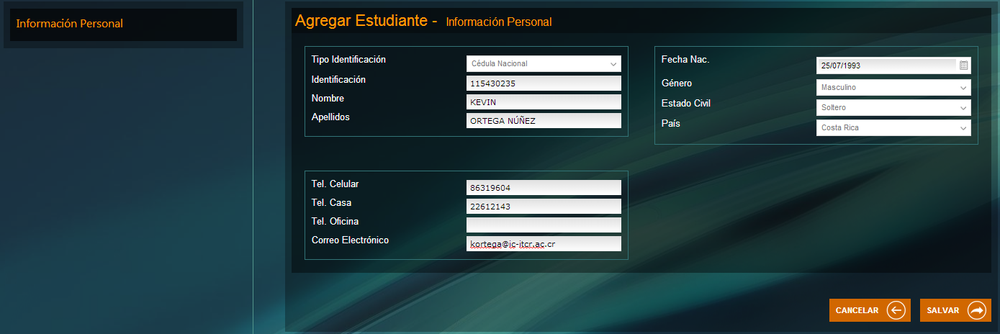 Información Personal
Agregar Estudiante - Información Personal
Tipo Identificación Cédula Nacional
Identificación 115430235
Nombre KEVIN
Apellidos ORTEGA NÚÑEZ
Fecha Nac. 25/07/1993
Género Masculino
Estado Civil Soltero
País Costa Rica
Tel. Celular 86319604
Tel. Casa 22612143
Tel. Oficina
Correo Electrónico kortega@ic-itcr.ac.cr
CANCELAR SALVAR